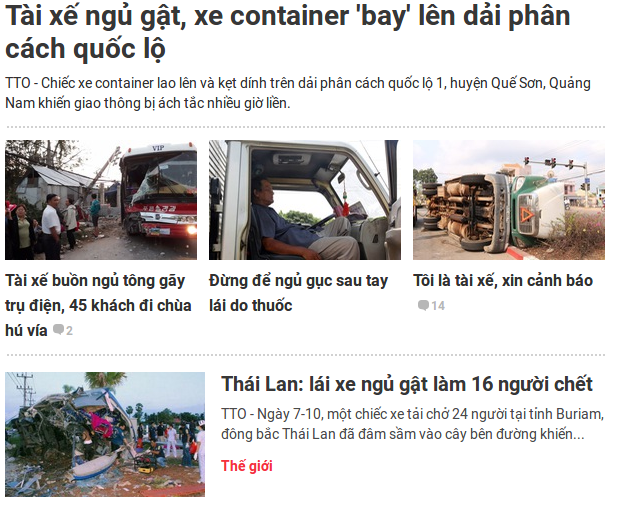 Tài xế ngủ gật, xe container 'bay' lên dải phân
cách quốc lộ
TTO - Chiếc xe container lao lên và kẹt dính trên dải phân cách quốc lộ 1, huyện Quế Sơn, Quảng
Nam khiến giao thông bị ách tắc nhiều giờ liền.
VIP
Tài xế buồn ngủ tông gãy
trụ điện, 45 khách đi chùa
hú vía 2
Đừng để ngủ gục sau tay
lái do thuốc
Tôi là tài xế, xin cảnh báo
14
Thái Lan: lái xe ngủ gật làm 16 người chết
TTO - Ngày 7-10, một chiếc xe tải chở 24 người tại tỉnh Buriam,
đông bắc Thái Lan đã đâm sầm vào cây bên đường khiến...
Thế giới